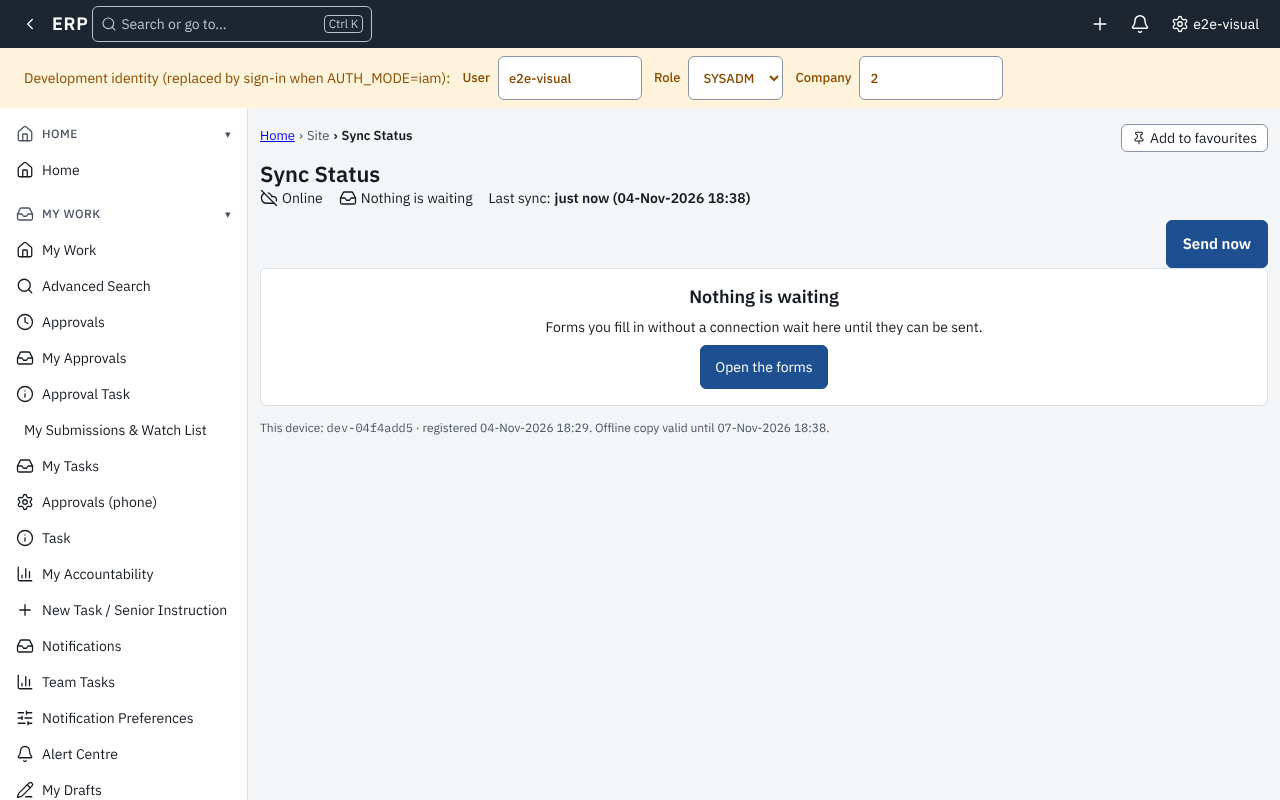 ERP
Search or go to...
Ctrl K
e2e-visual
Development identity (replaced by sign-in when AUTH_MODE=iam):
User
e2e-visual
Role
SYSADM
Company
2
HOME
Home
MY WORK
My Work
Advanced Search
Approvals
My Approvals
Approval Task
My Submissions & Watch List
My Tasks
Approvals (phone)
Task
My Accountability
New Task / Senior Instruction
Notifications
Team Tasks
Notification Preferences
Alert Centre
My Drafts
Home › Site › Sync Status
Add to favourites
Sync Status
Online
Nothing is waiting
Last sync: just now (04-Nov-2026 18:38)
Send now
Nothing is waiting
Forms you fill in without a connection wait here until they can be sent.
Open the forms
This device: dev-04f4add5 · registered 04-Nov-2026 18:29. Offline copy valid until 07-Nov-2026 18:38.